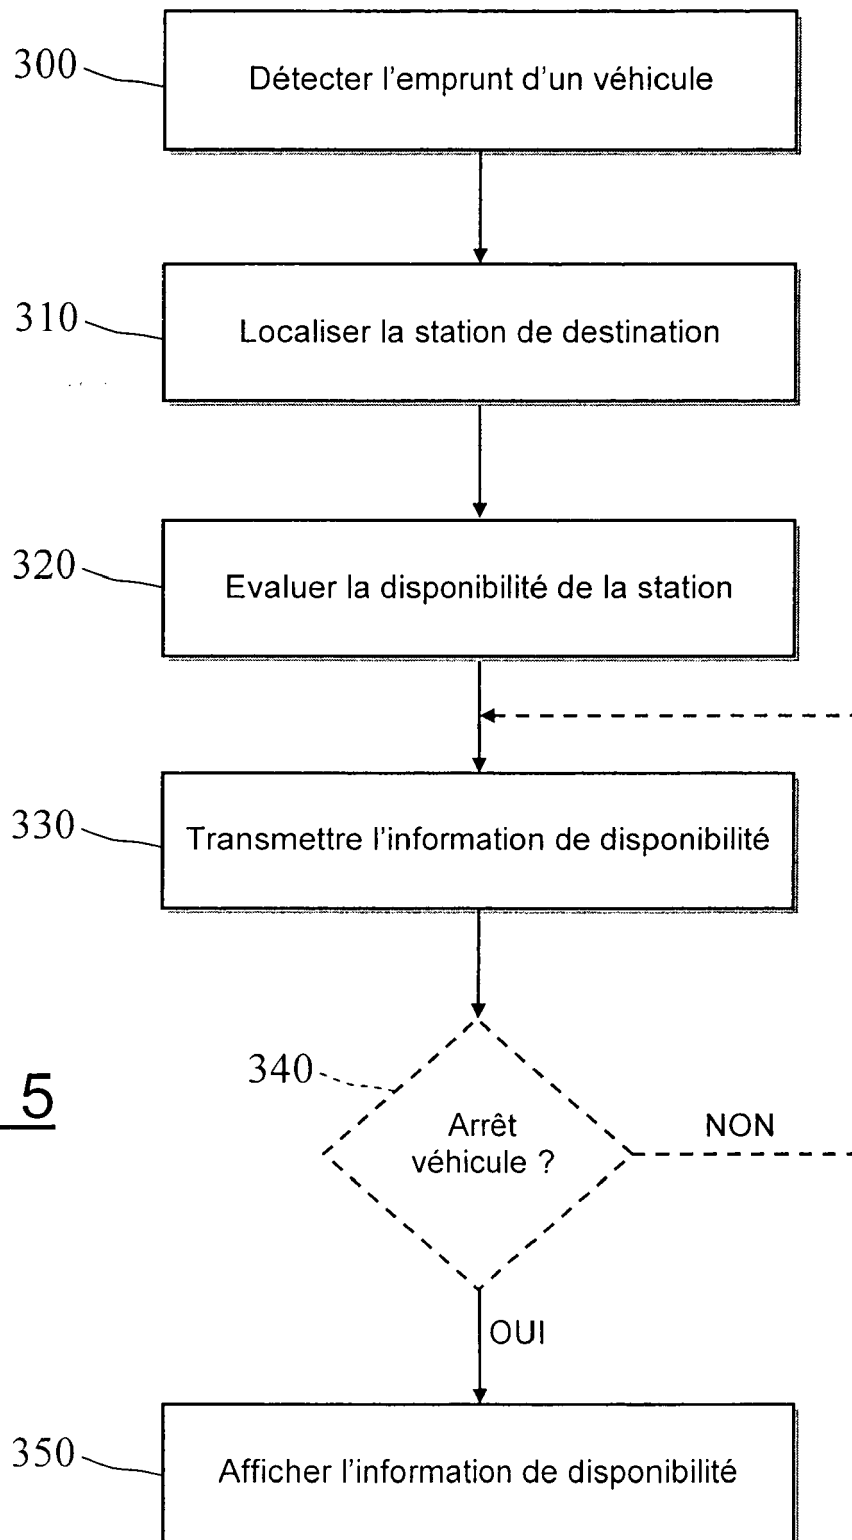 300
Détecter l'emprunt d'un véhicule
310
Localiser la station de destination
320
Evaluer la disponibilité de la station
330
Transmettre l'information de disponibilité
5
340
Arrêt
véhicule ?
NON
OUI
350
Afficher l'information de disponibilité